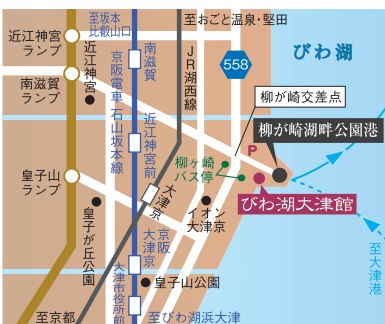 至坂本
比叡山口
至おごと温泉・堅田
近江神宮
ランプ
近江神宮
南滋賀
JR湖西線
558
びわ湖
南滋賀
ランプ
京阪電車 石山坂本線
柳が崎交差点
近江神宮前
P
柳が崎湖畔公園港
柳ヶ崎
バス停
皇子山
ランプ
大津京
びわ湖大津館
イオン
大津京
皇子が丘公園
京阪
大津京
至大津港
皇子山公園
大津市役所前
至京都
至びわ湖浜大津